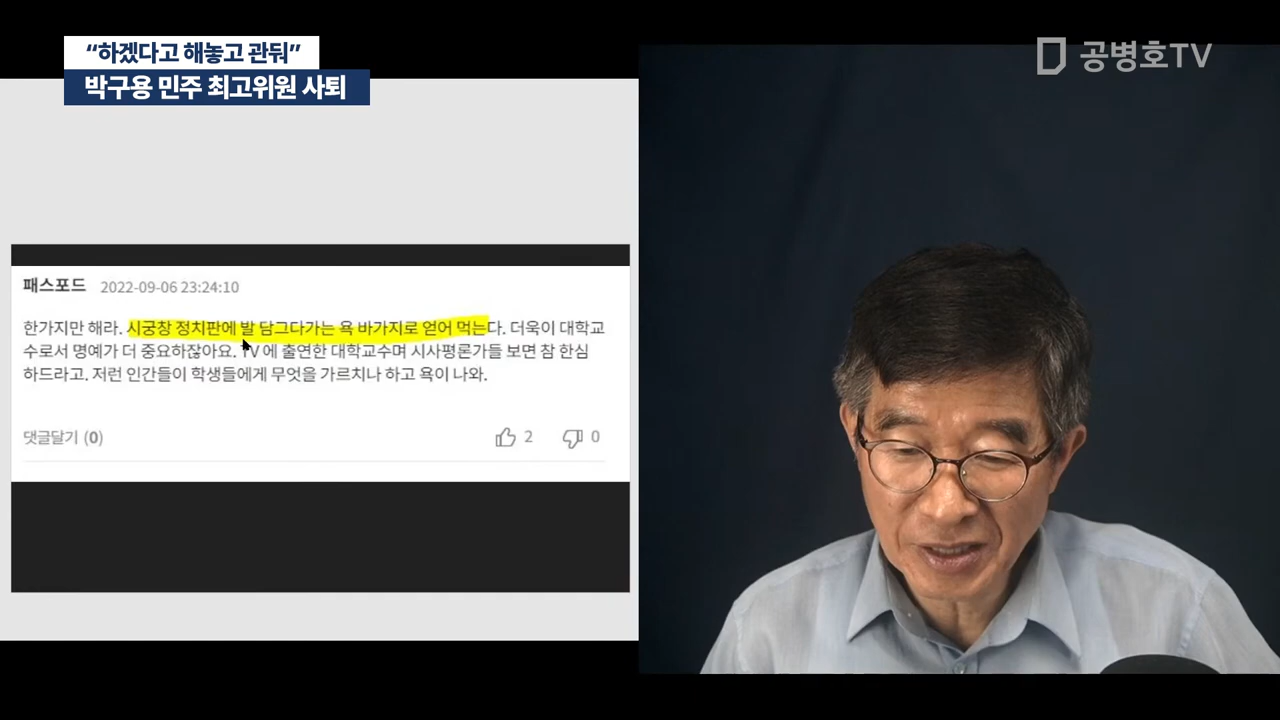 “하겠다고 해놓고 관둬”
박구용 민주 최고위원 사퇴
공병호TV
패스포드 2022-09-06 23:24:10
한가지만 해라. 시궁창 정치판에 발 담그다가는 욕 바가지로 얻어 먹는다. 더욱이 대학교
수로서 명예가 더 중요하잖아요. TV 에 출연한 대학교수며 시사평론가들 보면 참 한심
하드라고. 저런 인간들이 학생들에게 무엇을 가르치나 하고 욕이 나와.
댓글달기 (0) 2 0